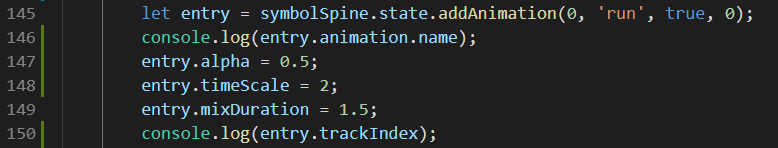 145 let entry = symbolSpine.state.addAnimation(0, 'run', true, 0);
146 console.log(entry.animation.name);
147 entry.alpha = 0.5;
148 entry.timeScale = 2;
149 entry.mixDuration = 1.5;
150 console.log(entry.trackIndex);